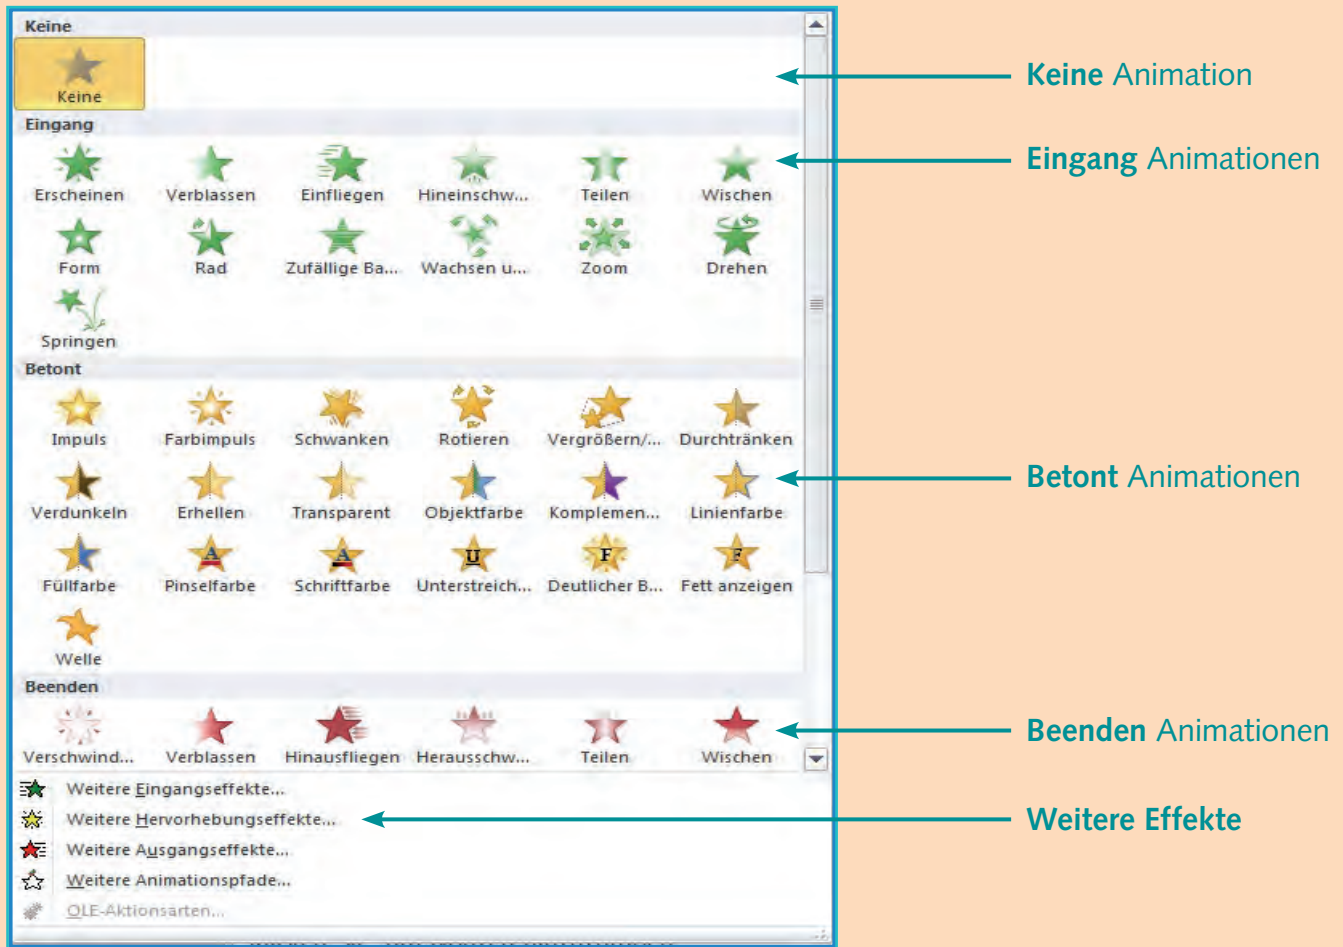 Keine
Keine
Keine Animation
Eingang
Eingang Animationen
Erscheinen Verblassen Einfliegen Hineinschw... Teilen Wischen
Form Rad Zufällige Ba... Wachsen u... Zoom Drehen
Springen
Betont
Impuls Farbimpuls Schwanken Rotieren Vergrößern/... Durchtränken
Betont Animationen
Verdunkeln Erhellen Transparent Objektfarbe Komplemen... Linienfarbe
Füllfarbe Pinselfarbe Schriftfarbe Unterstreich... Deutlicher B... Fett anzeigen
Welle
Beenden
Beenden Animationen
Verschwind... Verblassen Hinausfliegen Herausschw... Teilen Wischen
Weitere Eingangseffekte...
Weitere Hervorhebungseffekte...
Weitere Effekte
Weitere Ausgangseffekte...
Weitere Animationspfade...
OLE-Aktionsarten...